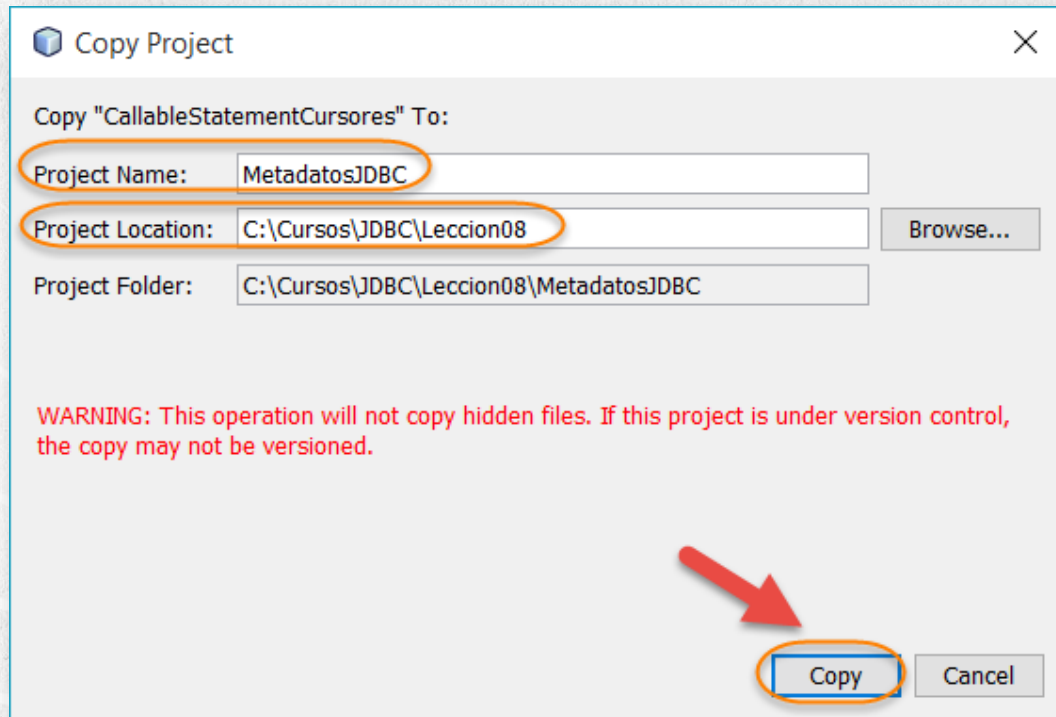 Copy Project
Copy "CallableStatementCursores" To:
Project Name: MetadatosJDBC
Project Location: C:\Cursos\JDBC\Leccion08 Browse...
Project Folder: C:\Cursos\JDBC\Leccion08\MetadatosJDBC
WARNING: This operation will not copy hidden files. If this project is under version control,
the copy may not be versioned.
Copy Cancel